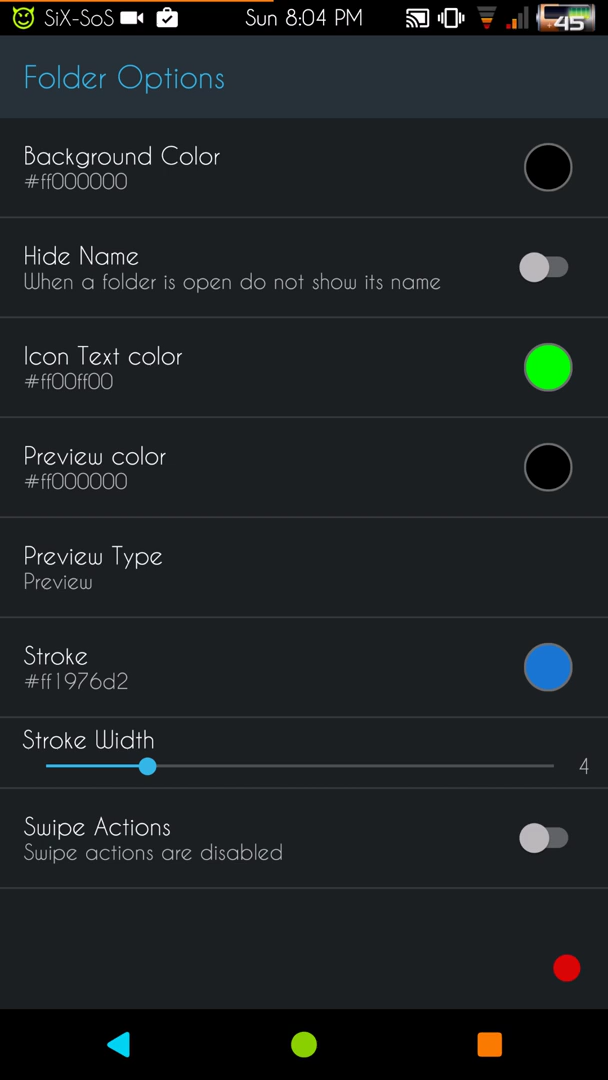 SiX-SoS
Sun 8:04 PM
45
Folder Options
Background Color
#ff000000
Hide Name
When a folder is open do not show its name
Icon Text color
#ff00ff00
Preview color
#ff000000
Preview Type
Preview
Stroke
#ff1976d2
Stroke Width
4
Swipe Actions
Swipe actions are disabled